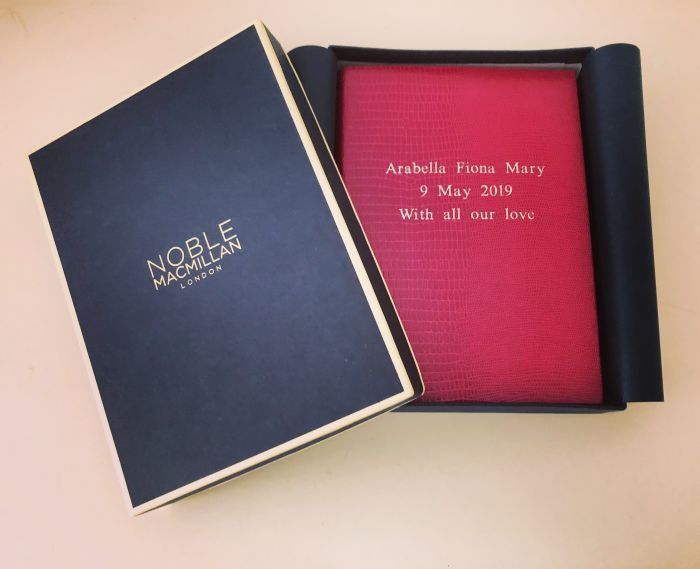 NOBLE
MACMILLAN
LONDON
Arabella Fiona Mary
9 May 2019
With all our love